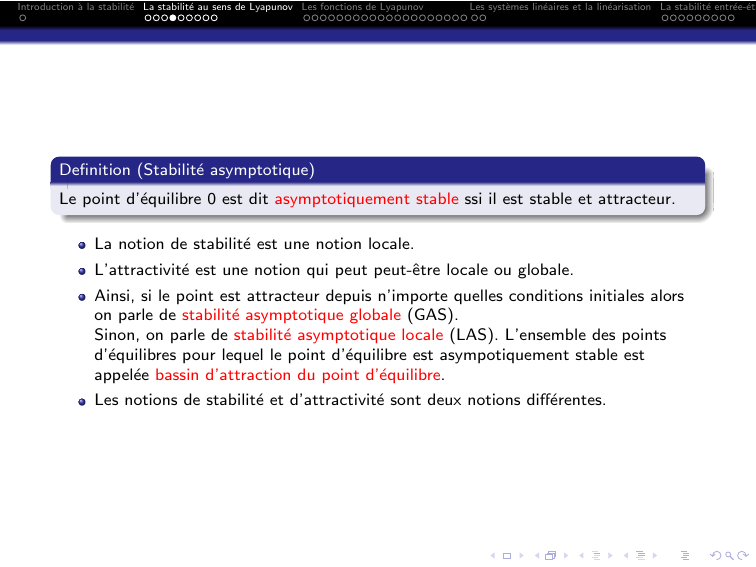 Introduction à la stabilité La stabilité au sens de Lyapunov Les fonctions de Lyapunov Les systèmes linéaires et la linéarisation La stabilité entrée-ét
Definition (Stabilité asymptotique)
Le point d'équilibre 0 est dit asymptotiquement stable ssi il est stable et attracteur.
La notion de stabilité est une notion locale.
L'attractivité est une notion qui peut peut-être locale ou globale.
Ainsi, si le point est attracteur depuis n'importe quelles conditions initiales alors
on parle de stabilité asymptotique globale (GAS).
Sinon, on parle de stabilité asymptotique locale (LAS). L'ensemble des points
d'équilibres pour lequel le point d'équilibre est asympotiquement stable est
appelée bassin d'attraction du point d'équilibre.
Les notions de stabilité et d'attractivité sont deux notions différentes.